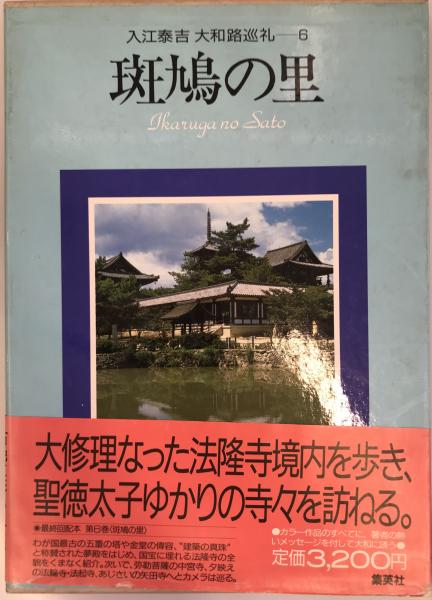 入江泰吉 大和路巡礼—6
斑鳩の里
Ikaruga no Sato
大修理なった法隆寺境内を歩き、
聖徳太子ゆかりの寺々を訪ねる。
●最終回配本 第6巻〈斑鳩の里〉
わが国最古の五重の塔や金堂の偉容、“建築の真珠”
と称賛された夢殿をはじめ、国宝に埋れる法隆寺の全
貌をくまなく紹介。次いで、弥勒菩薩の中宮寺、夕映え
の法輪寺・法起寺、あじさいの矢田寺へとカメラは巡る。
●カラー作品のすべてに、著者の熱
いメッセージを付して大和に誘う●
定価3,200円
集英社